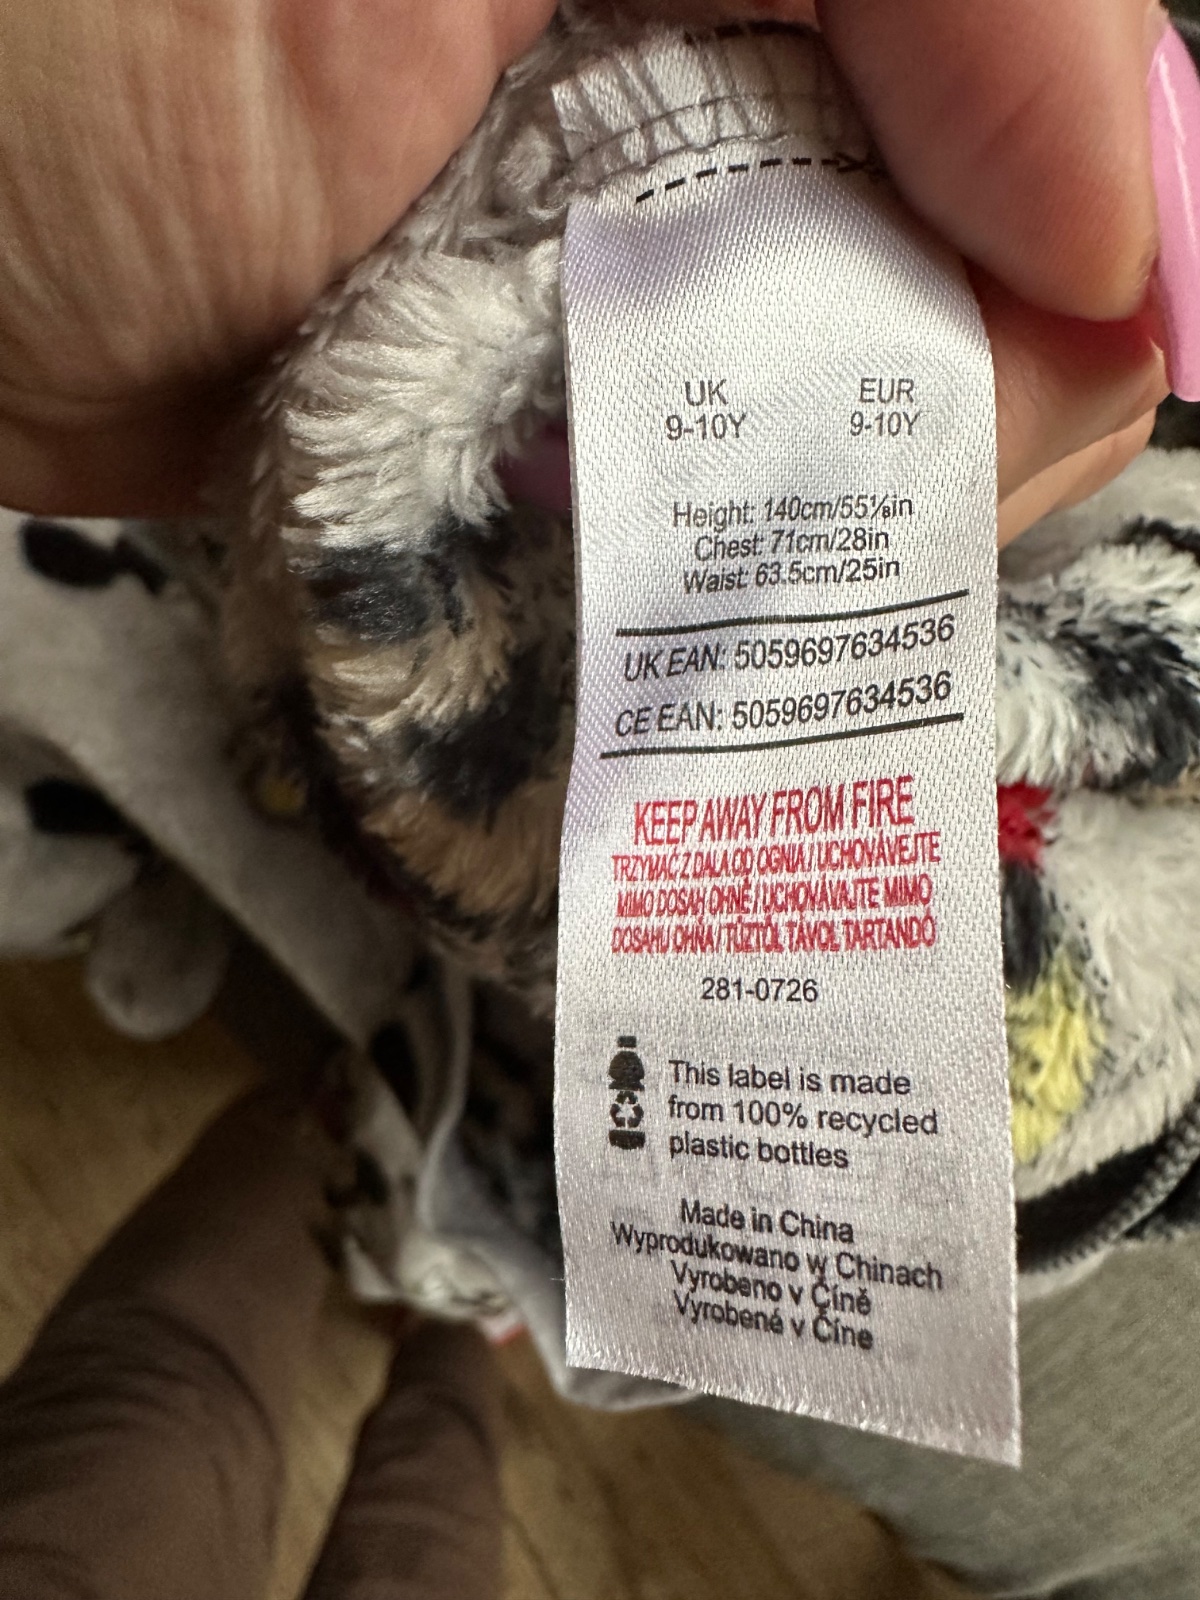 UK EUR
9-10Y 9-10Y
Height: 140cm/55⅛in
Chest: 71cm/28in
Waist: 63.5cm/25in
UK EAN: 5059697634536
CE EAN: 5059697634536
KEEP AWAY FROM FIRE
TRZYMAĆ Z DALA OD OGNIA / UCHOVÁVEJTE
MIMO DOSAH OHNĚ / UCHOVÁVAJTE MIMO
DOSAHU OHŇA / TŰZTŐL TÁVOL TARTANDÓ
281-0726
This label is made
from 100% recycled
plastic bottles
Made in China
Wyprodukowano w Chinach
Vyrobeno v Číně
Vyrobené v Číne